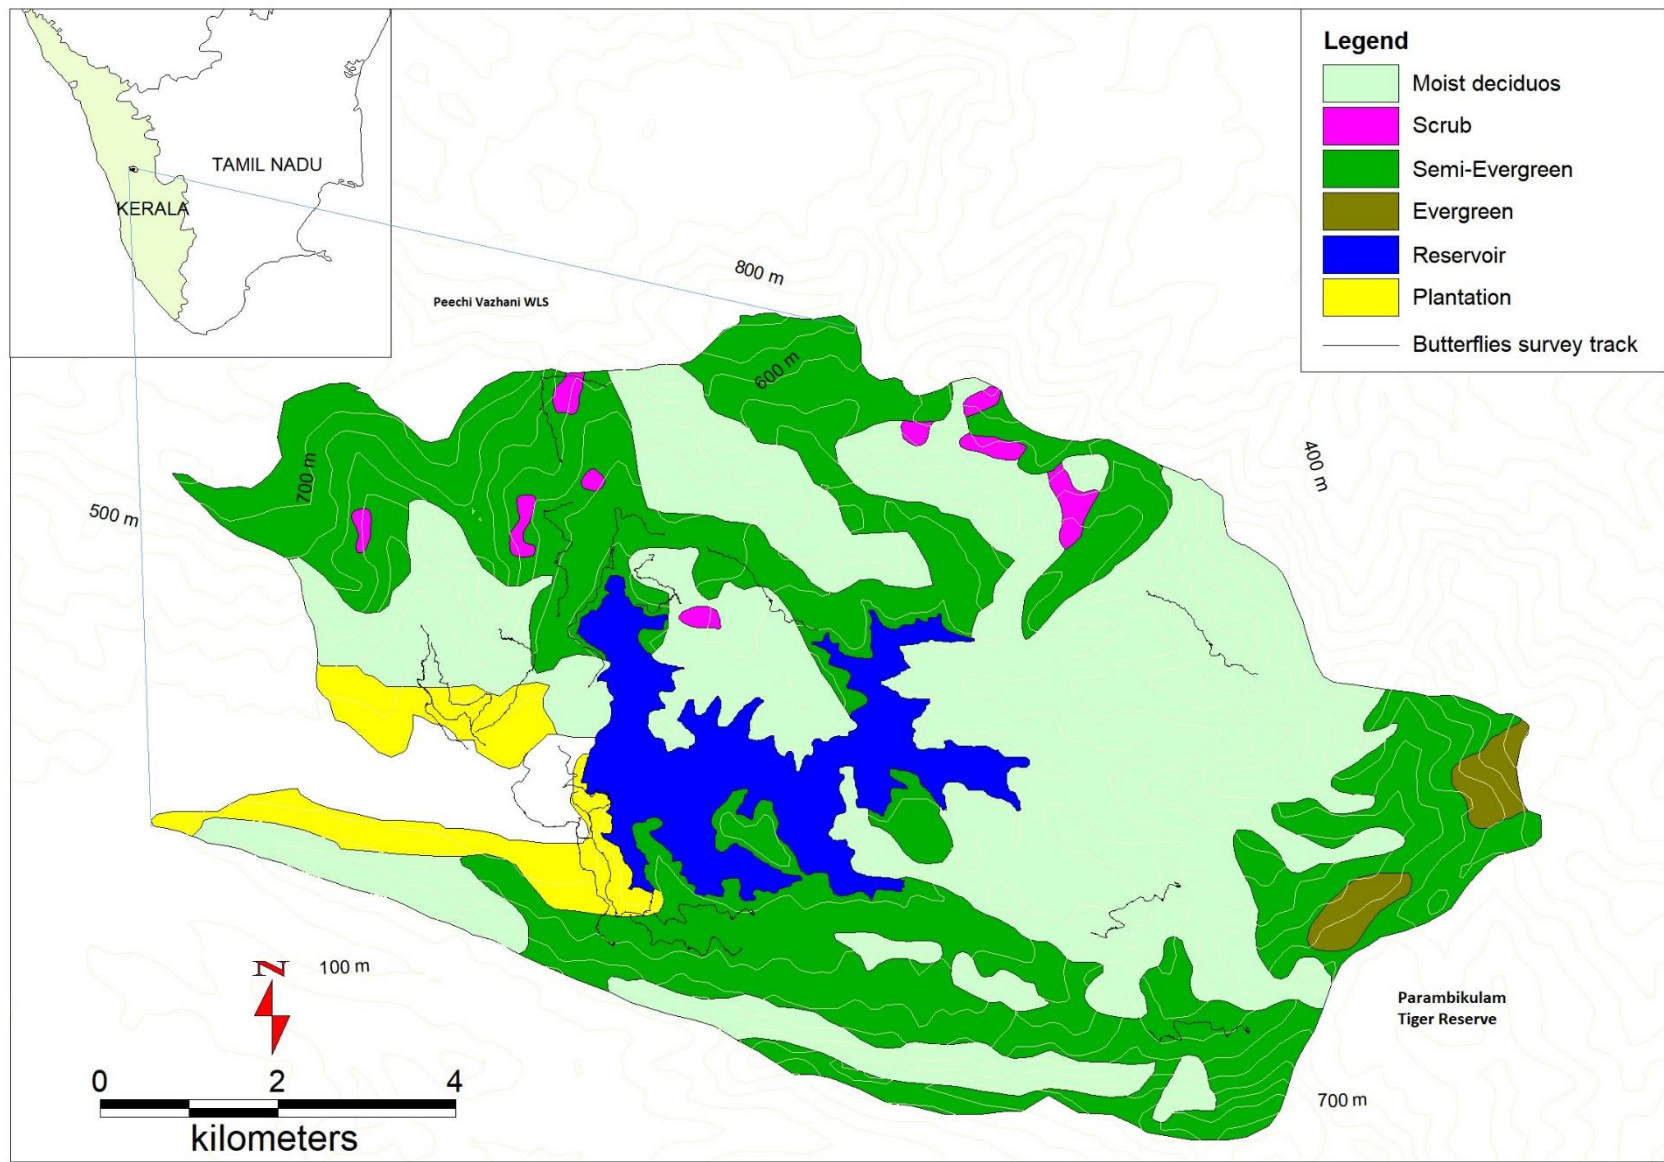 Legend
Moist deciduos
Scrub
Semi-Evergreen
Evergreen
Reservoir
Plantation
Butterflies survey track
TAMIL NADU
KERALA
800 m
Peechi Vazhani WLS
600 m
700 m
400 m
500 m
N
100 m
Parambikulam
Tiger Reserve
0 2 4
kilometers
700 m